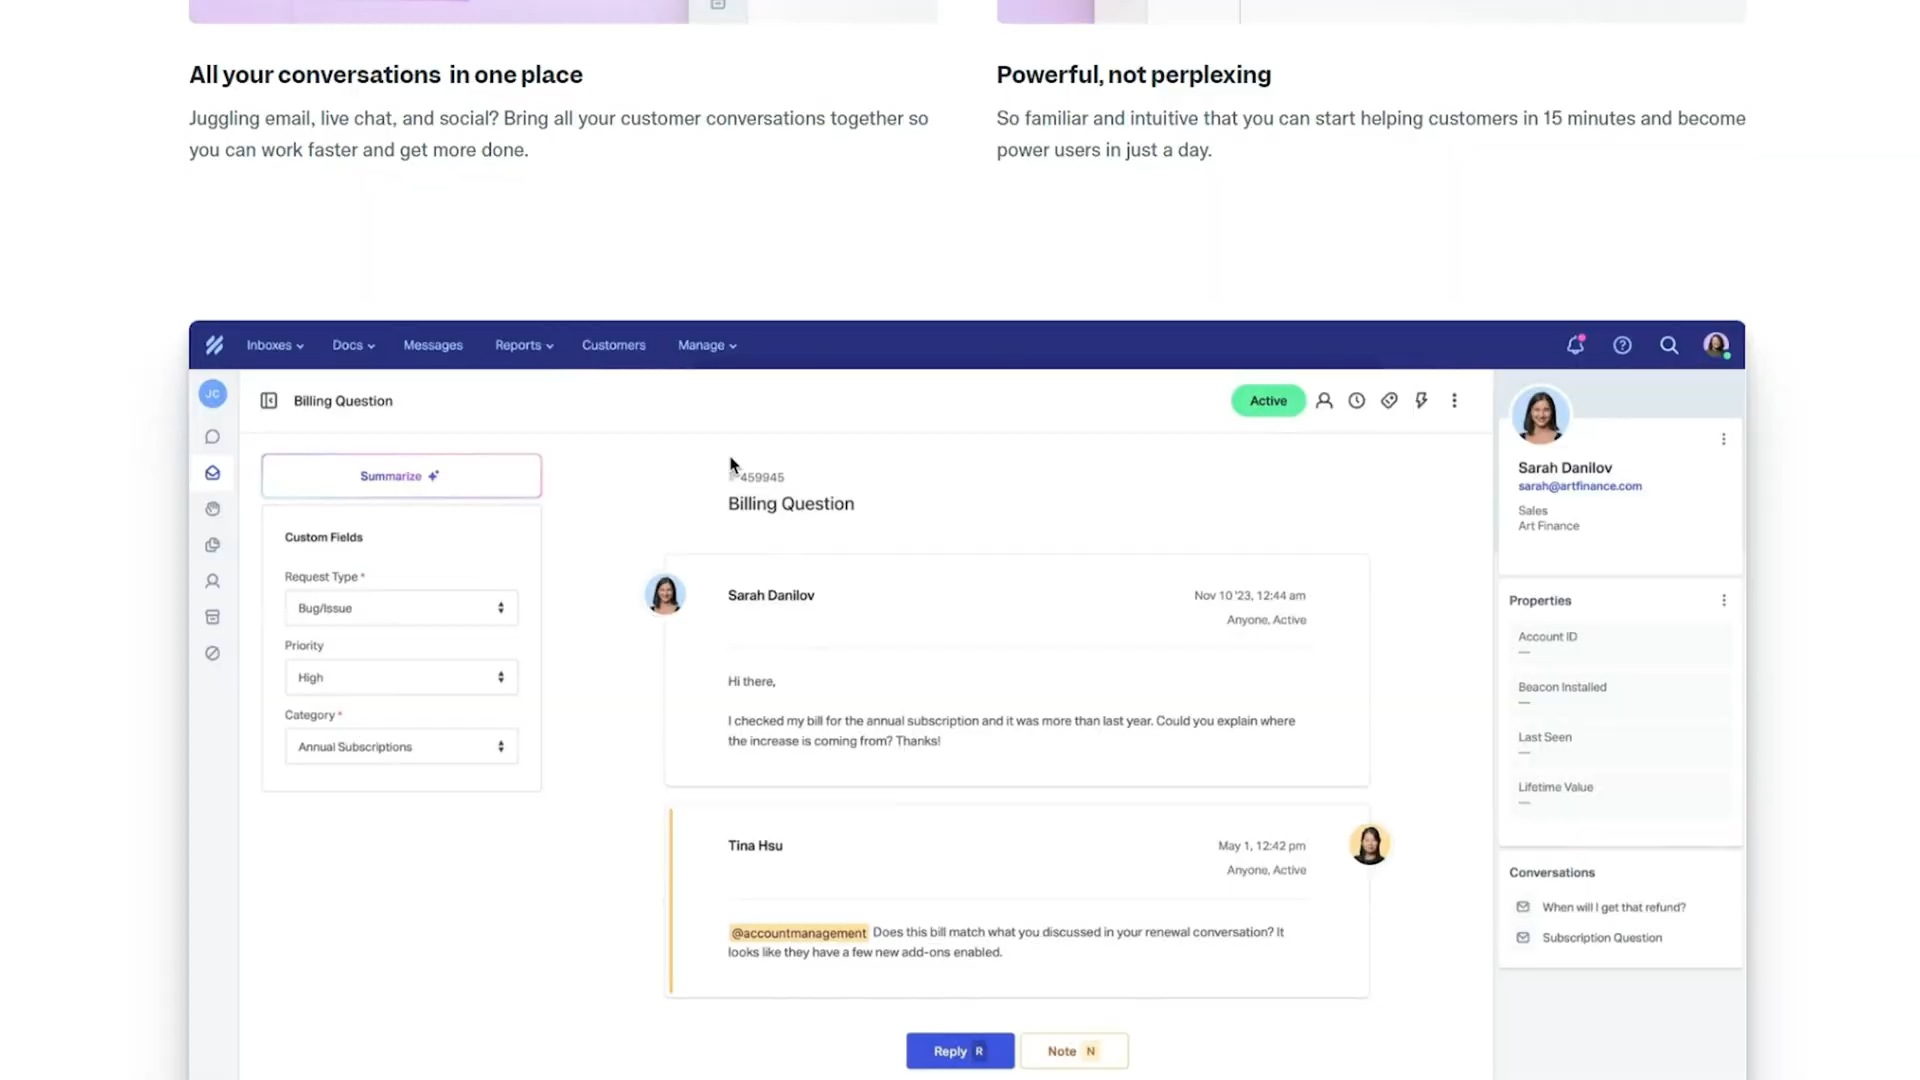 All your conversations in one place
Juggling email, live chat, and social? Bring all your customer conversations together so
you can work faster and get more done.
Powerful, not perplexing
So familiar and intuitive that you can start helping customers in 15 minutes and become
power users in just a day.
Inboxes Docs Messages Reports Customers Manage
JC
Billing Question
Active
Summarize
Custom Fields
Request Type *
Bug/Issue
Priority
High
Category *
Annual Subscriptions
459945
Billing Question
Sarah Danilov
Nov 10 '23, 12:44 am
Anyone, Active
Hi there,
I checked my bill for the annual subscription and it was more than last year. Could you explain where
the increase is coming from? Thanks!
Tina Hsu
May 1, 12:42 pm
Anyone, Active
@accountmanagement Does this bill match what you discussed in your renewal conversation? It
looks like they have a few new add-ons enabled.
Reply R
Note N
Sarah Danilov
sarah@artfinance.com
Sales
Art Finance
Properties
Account ID
—
Beacon Installed
—
Last Seen
—
Lifetime Value
—
Conversations
When will I get that refund?
Subscription Question